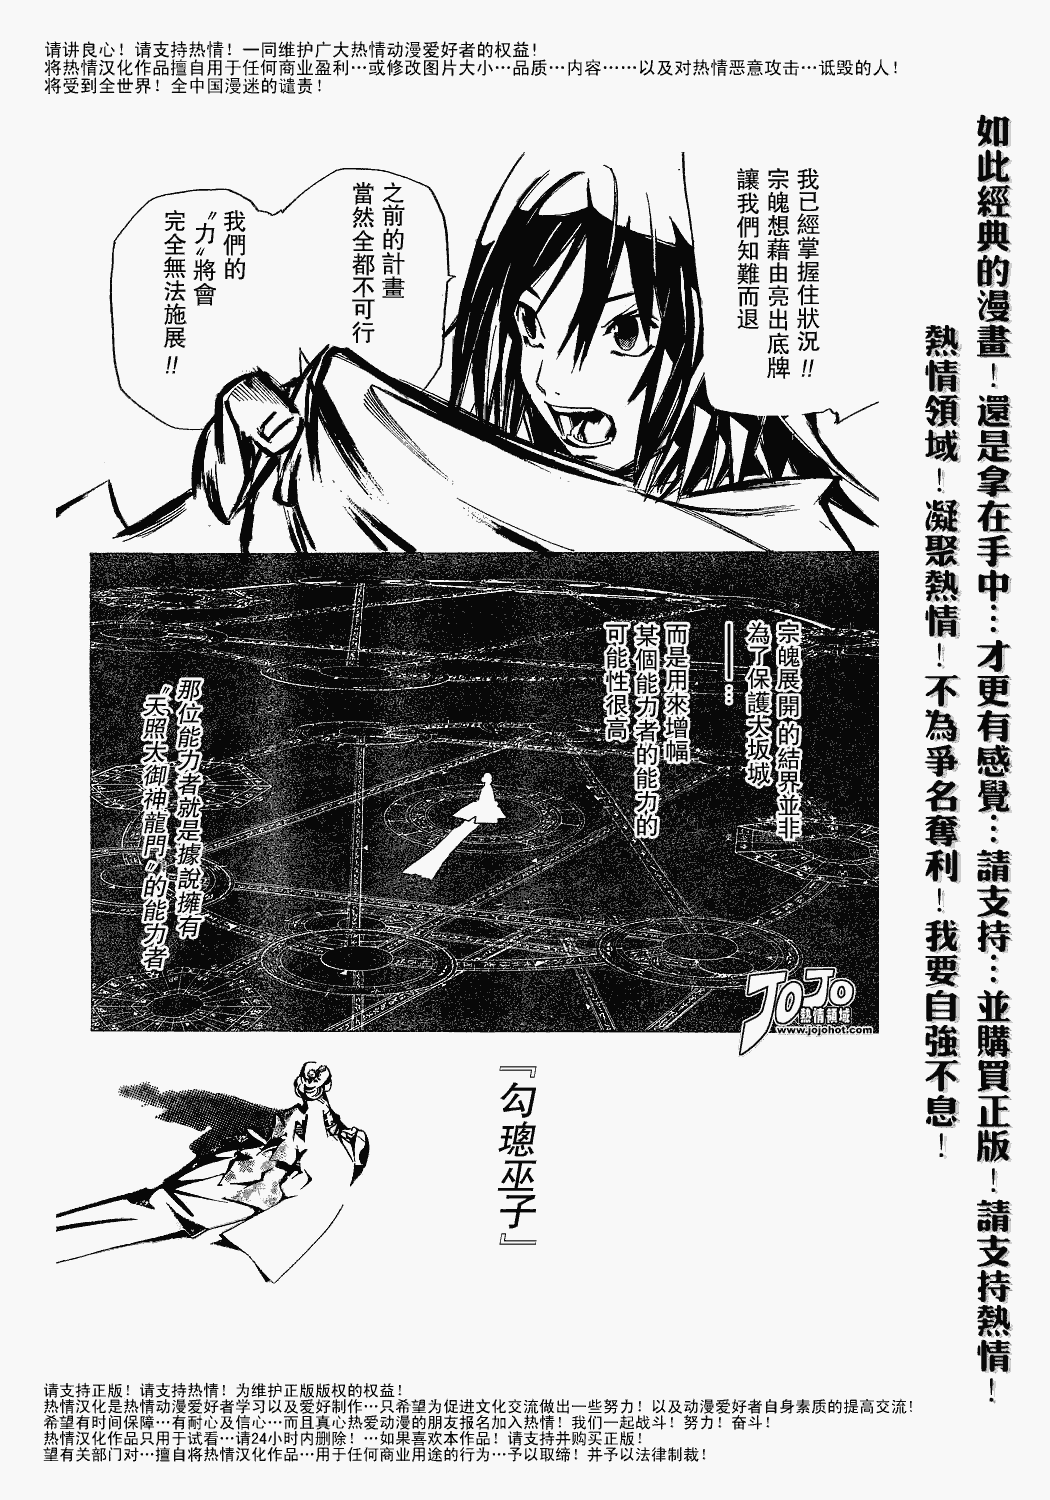 请讲良心！请支持热情！一同维护广大热情动漫爱好者的权益！
将热情汉化作品擅自用于任何商业盈利…或修改图片大小…品质…内容……以及对热情恶意攻击…诋毁的人！
将受到全世界！全中国漫迷的谴责！
如此經典的漫畫！還是拿在手中…才更有感覺…請支持…並購買正版！請支持熱情！
熱情領域！凝聚熱情！不為爭名奪利！我要自強不息！
我已經掌握住狀況!!
宗魄想藉由亮出底牌
讓我們知難而退
之前的計畫
當然全都不可行
我們的
〝力〞將會
完全無法施展!!
宗魄展開的結界並非
為了保護大坂城
——…
而是用來增幅
某個能力者的能力的
可能性很高
那位能力者就是據說擁有
〝天照大御神龍門〞的能力者
JOJO
熱情領域
www.jojohot.com
『勾璁巫子』
请支持正版！请支持热情！为维护正版版权的权益！
热情汉化是热情动漫爱好者学习以及爱好制作…只希望为促进文化交流做出一些努力！以及动漫爱好者自身素质的提高交流！
希望有时间保障…有耐心及信心…而且真心热爱动漫的朋友报名加入热情！我们一起战斗！努力！奋斗！
热情汉化作品只用于试看…请24小时内删除！…如果喜欢本作品！请支持并购买正版！
望有关部门对…擅自将热情汉化作品…用于任何商业用途的行为…予以取缔！并予以法律制裁！